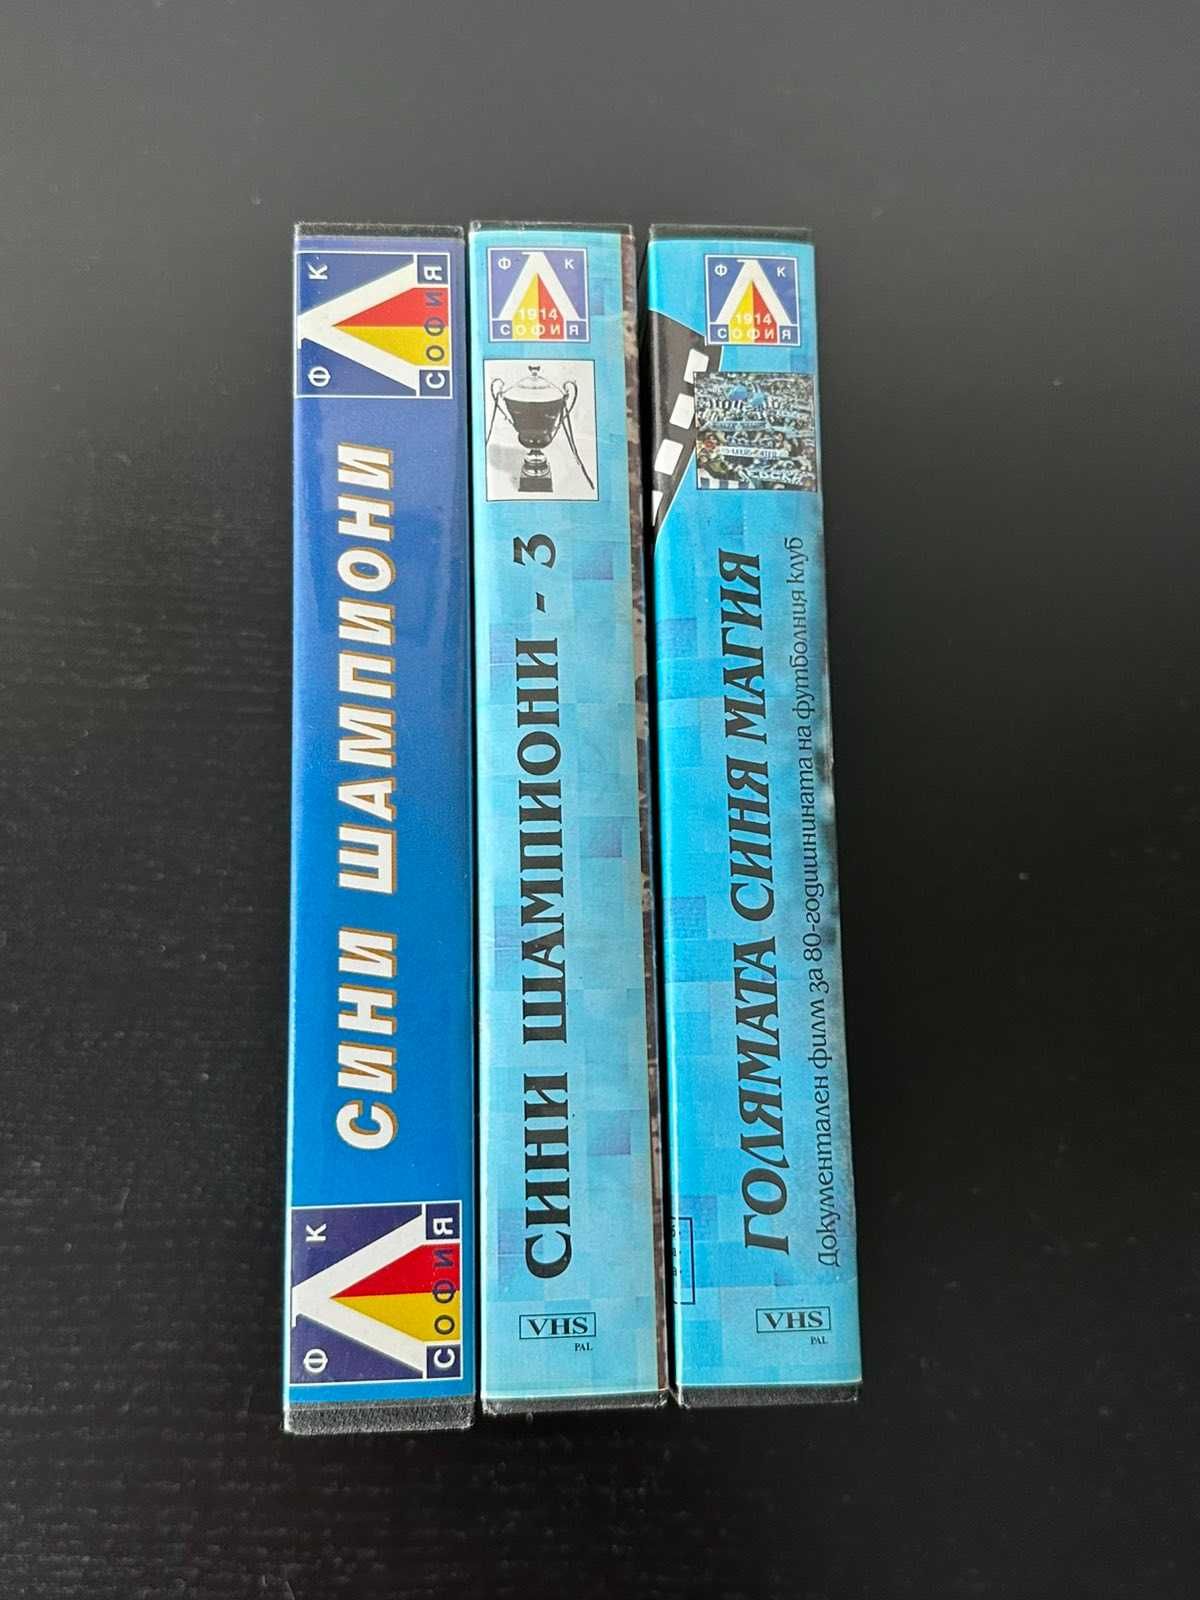 Ф К
СОФИЯ
СИНИ ШАМПИОНИ
Ф К
СОФИЯ
Ф К
1914
СОФИЯ
СИНИ ШАМПИОНИ - 3
VHS
PAL
Ф К
1914
СОФИЯ
ГОЛЯМАТА СИНЯ МАГИЯ
Документален филм за 80-годишнината на футболния клуб
VHS
PAL